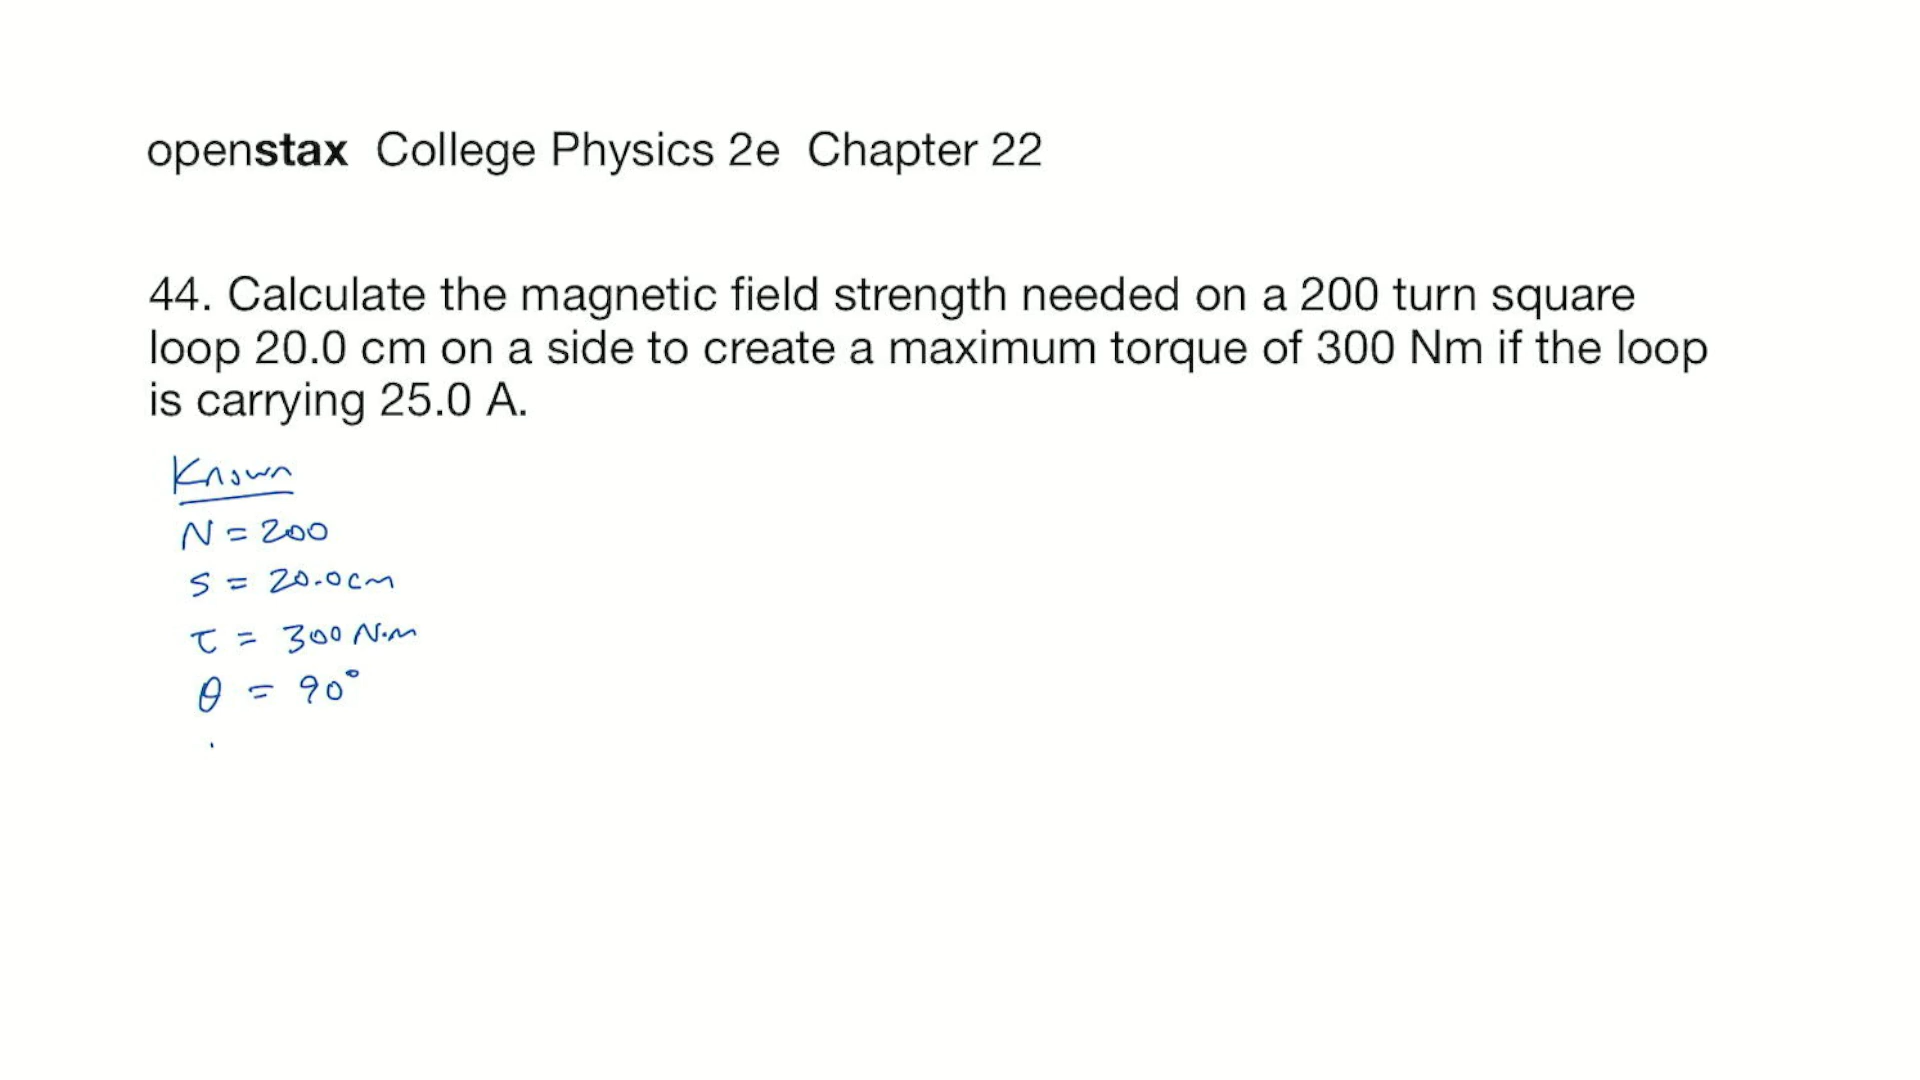 openstax College Physics 2e Chapter 22
44. Calculate the magnetic field strength needed on a 200 turn square
loop 20.0 cm on a side to create a maximum torque of 300 Nm if the loop
is carrying 25.0 A.
Known
N = 200
s = 20.0cm
τ = 300 N·m
θ = 90°